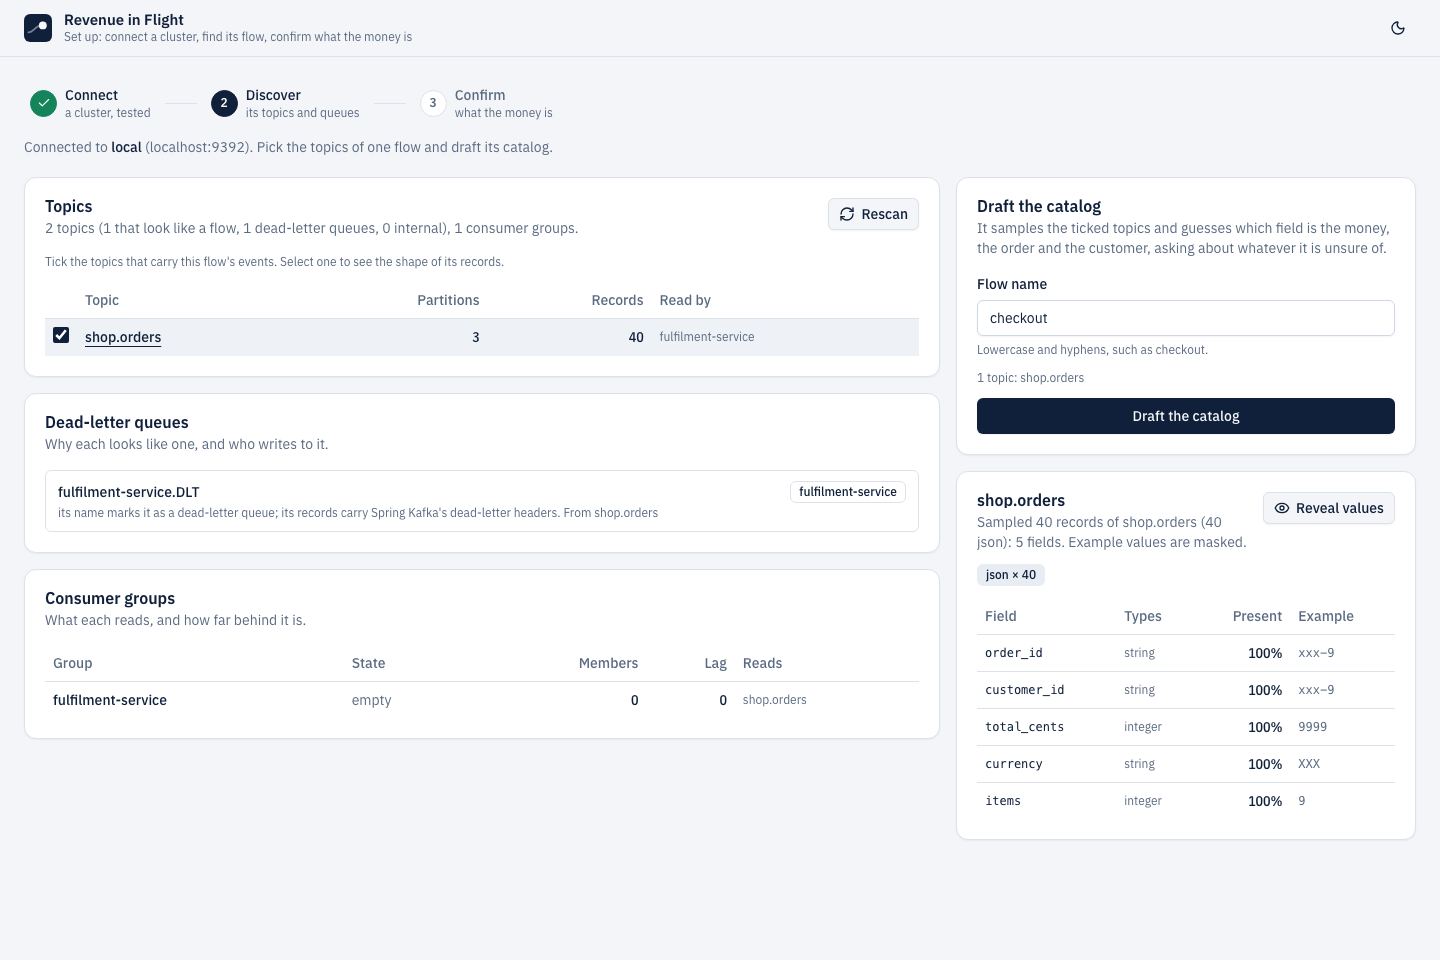 Revenue in Flight
Set up: connect a cluster, find its flow, confirm what the money is
Connect
a cluster, tested
2
Discover
its topics and queues
3
Confirm
what the money is
Connected to local (localhost:9392). Pick the topics of one flow and draft its catalog.
Topics
2 topics (1 that look like a flow, 1 dead-letter queues, 0 internal), 1 consumer groups.
Rescan
Tick the topics that carry this flow's events. Select one to see the shape of its records.
Topic Partitions Records Read by
shop.orders 3 40 fulfilment-service
Dead-letter queues
Why each looks like one, and who writes to it.
fulfilment-service.DLT
fulfilment-service
its name marks it as a dead-letter queue; its records carry Spring Kafka's dead-letter headers. From shop.orders
Consumer groups
What each reads, and how far behind it is.
Group State Members Lag Reads
fulfilment-service empty 0 0 shop.orders
Draft the catalog
It samples the ticked topics and guesses which field is the money,
the order and the customer, asking about whatever it is unsure of.
Flow name
checkout
Lowercase and hyphens, such as checkout.
1 topic: shop.orders
Draft the catalog
shop.orders
Sampled 40 records of shop.orders (40
json): 5 fields. Example values are masked.
Reveal values
json × 40
Field Types Present Example
order_id string 100% xxx-9
customer_id string 100% xxx-9
total_cents integer 100% 9999
currency string 100% XXX
items integer 100% 9